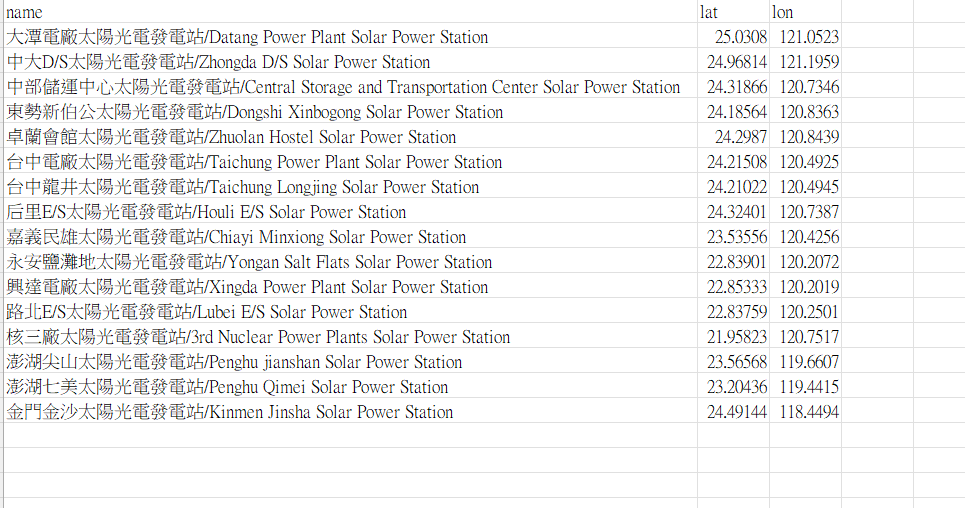 name lat lon
大潭電廠太陽光電發電站/Datang Power Plant Solar Power Station 25.0308 121.0523
中大D/S太陽光電發電站/Zhongda D/S Solar Power Station 24.96814 121.1959
中部儲運中心太陽光電發電站/Central Storage and Transportation Center Solar Power Station 24.31866 120.7346
東勢新伯公太陽光電發電站/Dongshi Xinbogong Solar Power Station 24.18564 120.8363
卓蘭會館太陽光電發電站/Zhuolan Hostel Solar Power Station 24.2987 120.8439
台中電廠太陽光電發電站/Taichung Power Plant Solar Power Station 24.21508 120.4925
台中龍井太陽光電發電站/Taichung Longjing Solar Power Station 24.21022 120.4945
后里E/S太陽光電發電站/Houli E/S Solar Power Station 24.32401 120.7387
嘉義民雄太陽光電發電站/Chiayi Minxiong Solar Power Station 23.53556 120.4256
永安鹽灘地太陽光電發電站/Yongan Salt Flats Solar Power Station 22.83901 120.2072
興達電廠太陽光電發電站/Xingda Power Plant Solar Power Station 22.85333 120.2019
路北E/S太陽光電發電站/Lubei E/S Solar Power Station 22.83759 120.2501
核三廠太陽光電發電站/3rd Nuclear Power Plants Solar Power Station 21.95823 120.7517
澎湖尖山太陽光電發電站/Penghu jianshan Solar Power Station 23.56568 119.6607
澎湖七美太陽光電發電站/Penghu Qimei Solar Power Station 23.20436 119.4415
金門金沙太陽光電發電站/Kinmen Jinsha Solar Power Station 24.49144 118.4494